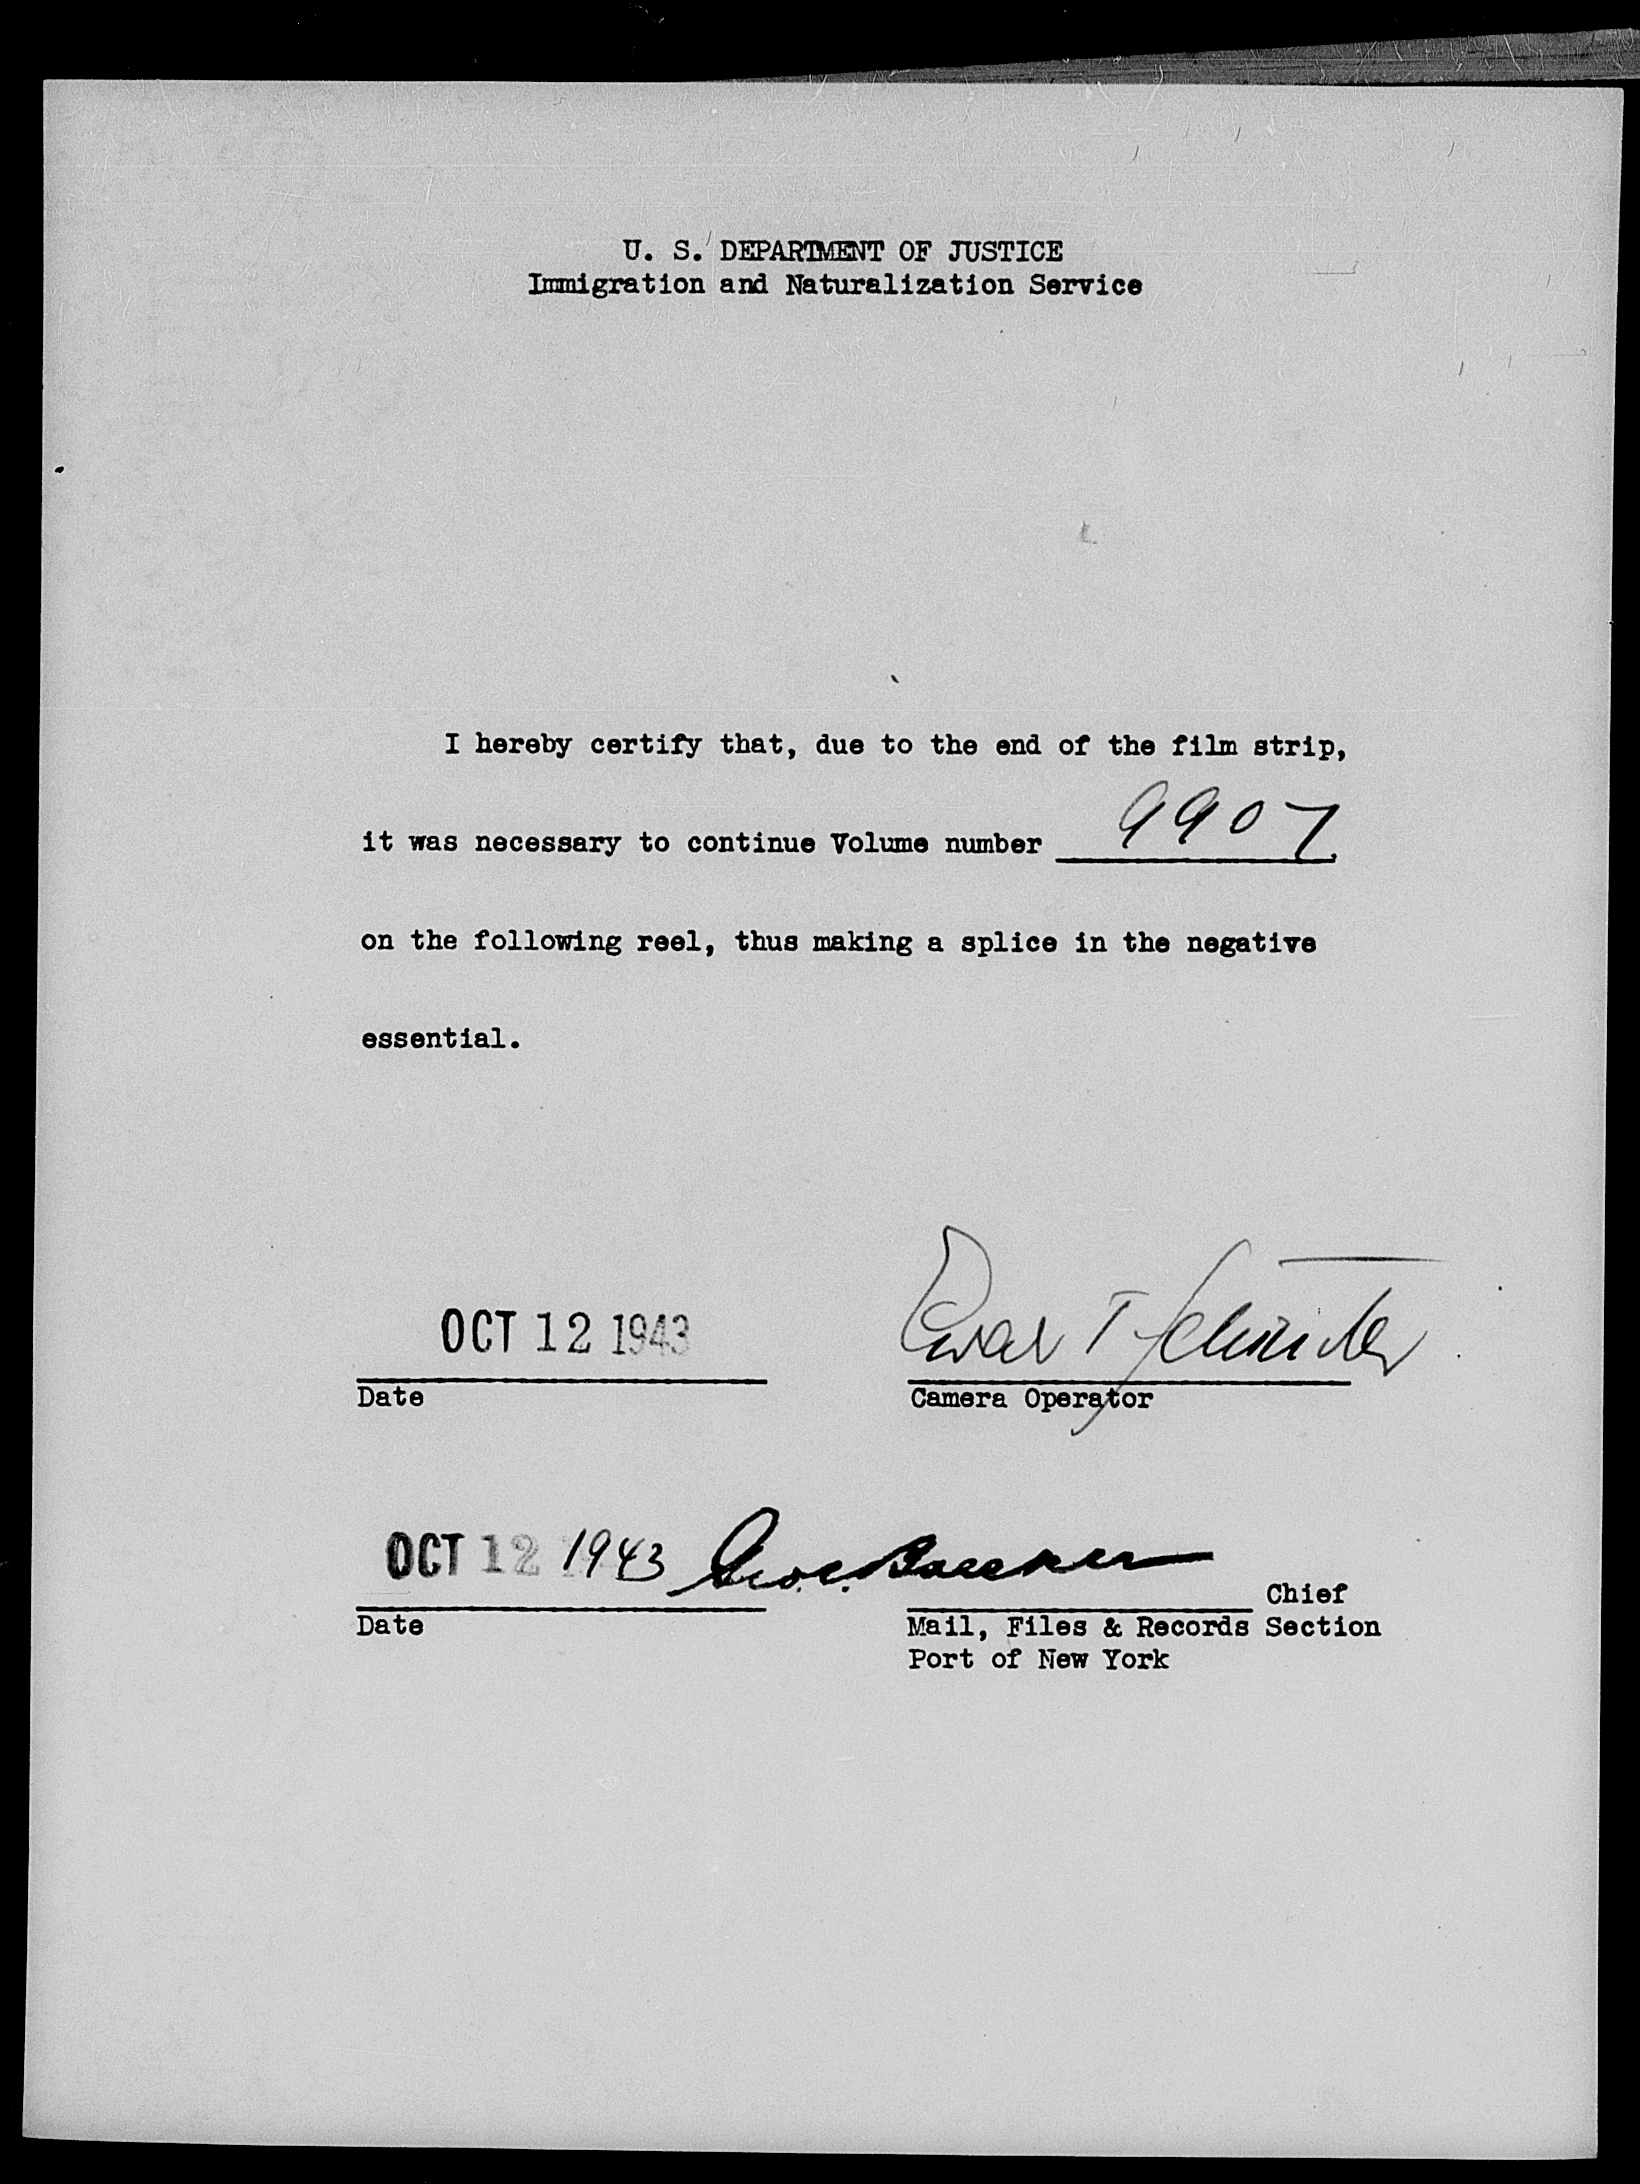 U. S. DEPARTMENT OF JUSTICE
Immigration and Naturalization Service
I hereby certify that, due to the end of the film strip,
it was necessary to continue Volume number 9907
on the following reel, thus making a splice in the negative
essential.
OCT 12 1943
Date
Camera Operator
OCT 12 1943
Chief
Date
Mail, Files & Records Section
Port of New York